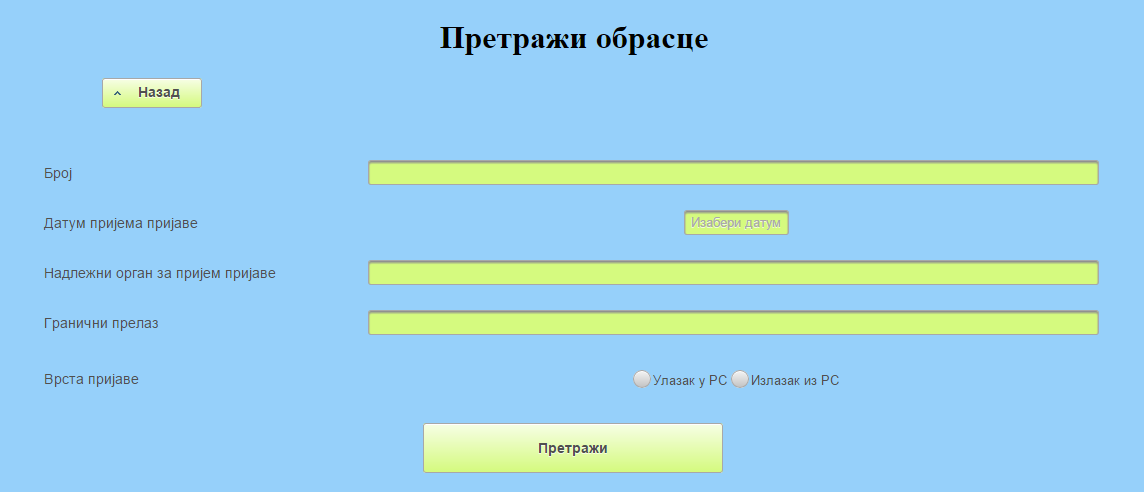 Претражи обрасце
Назад
Број
Датум пријема пријаве
Изабери датум
Надлежни орган за пријем пријаве
Гранични прелаз
Врста пријаве
Улазак у РС Излазак из РС
Претражи